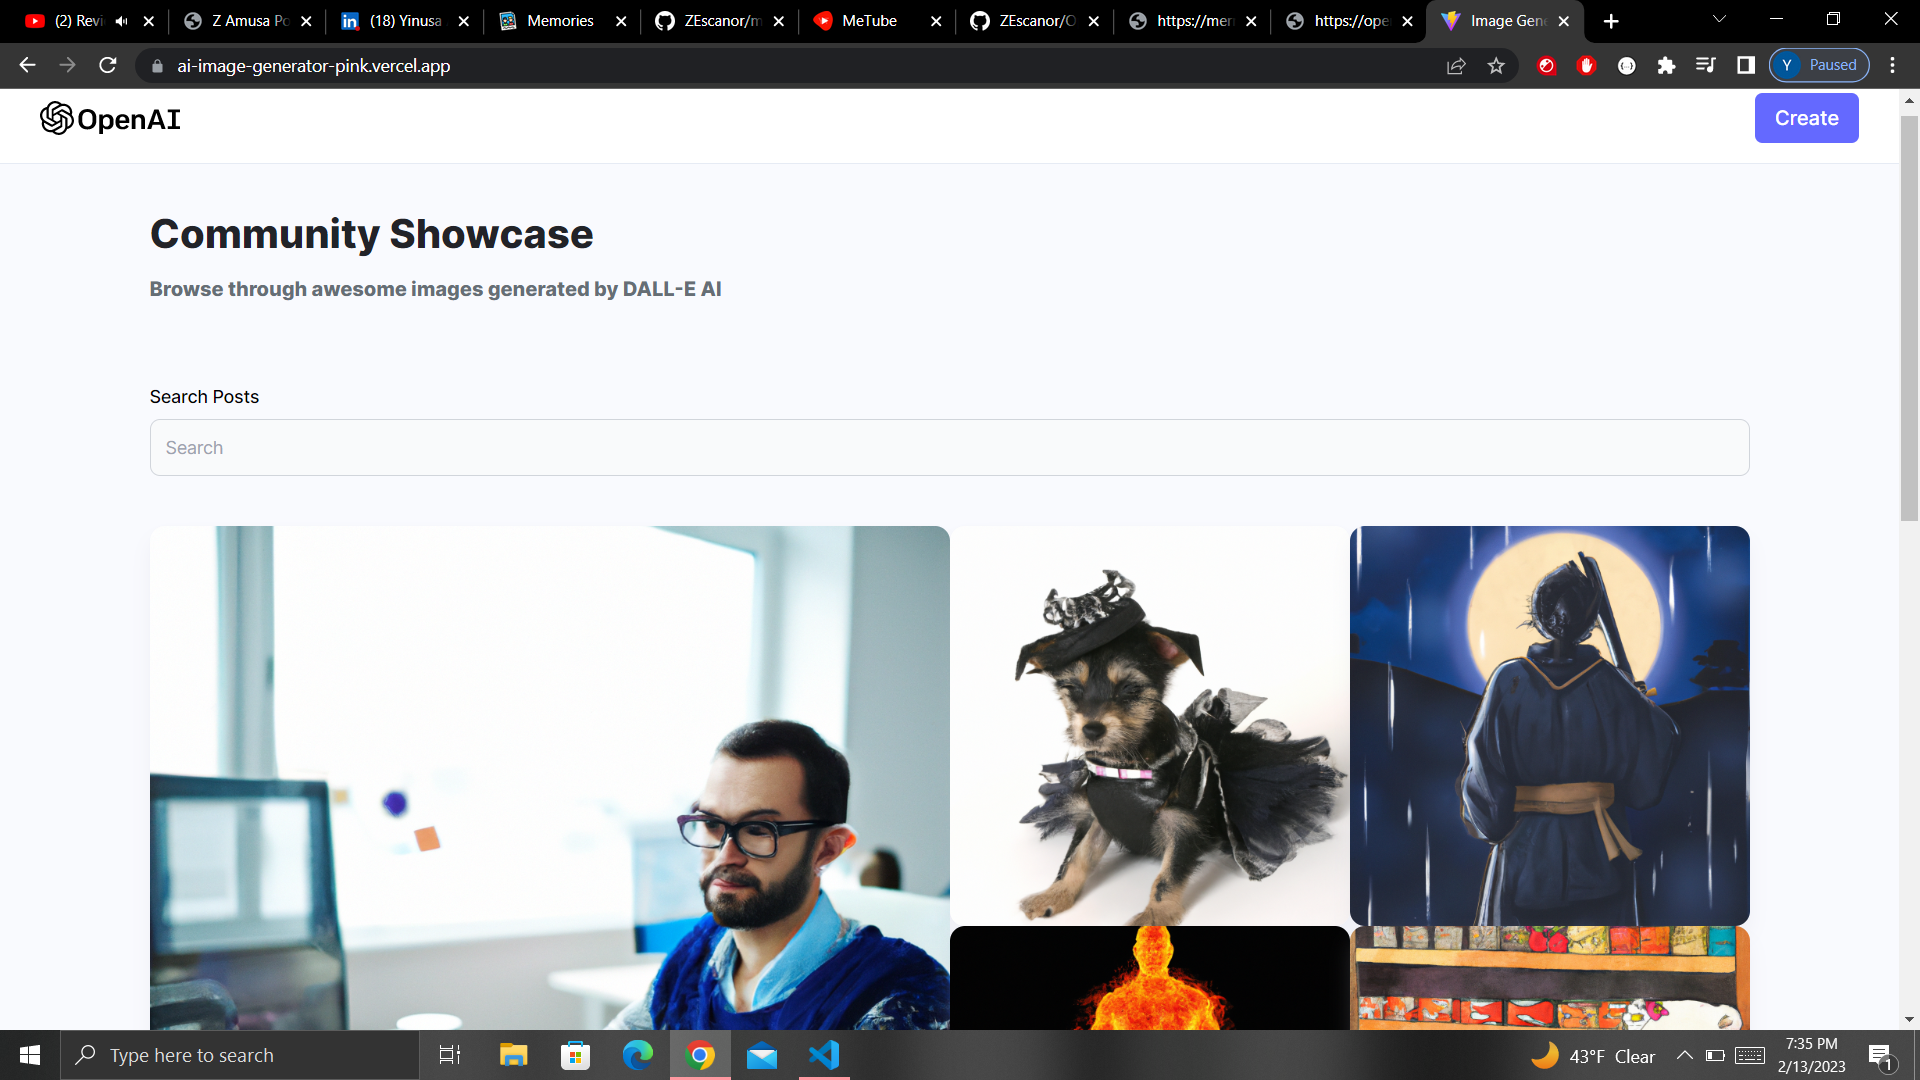 (2) Revi
Z Amusa Po
(18) Yinusa
Memories
ZEscanor/m
MeTube
ZEscanor/O
https://mer
https://ope
Image Gene
ai-image-generator-pink.vercel.app
Y Paused
OpenAI
Create
Community Showcase
Browse through awesome images generated by DALL-E AI
Search Posts
Search
Type here to search
43°F Clear
7:35 PM
2/13/2023
1